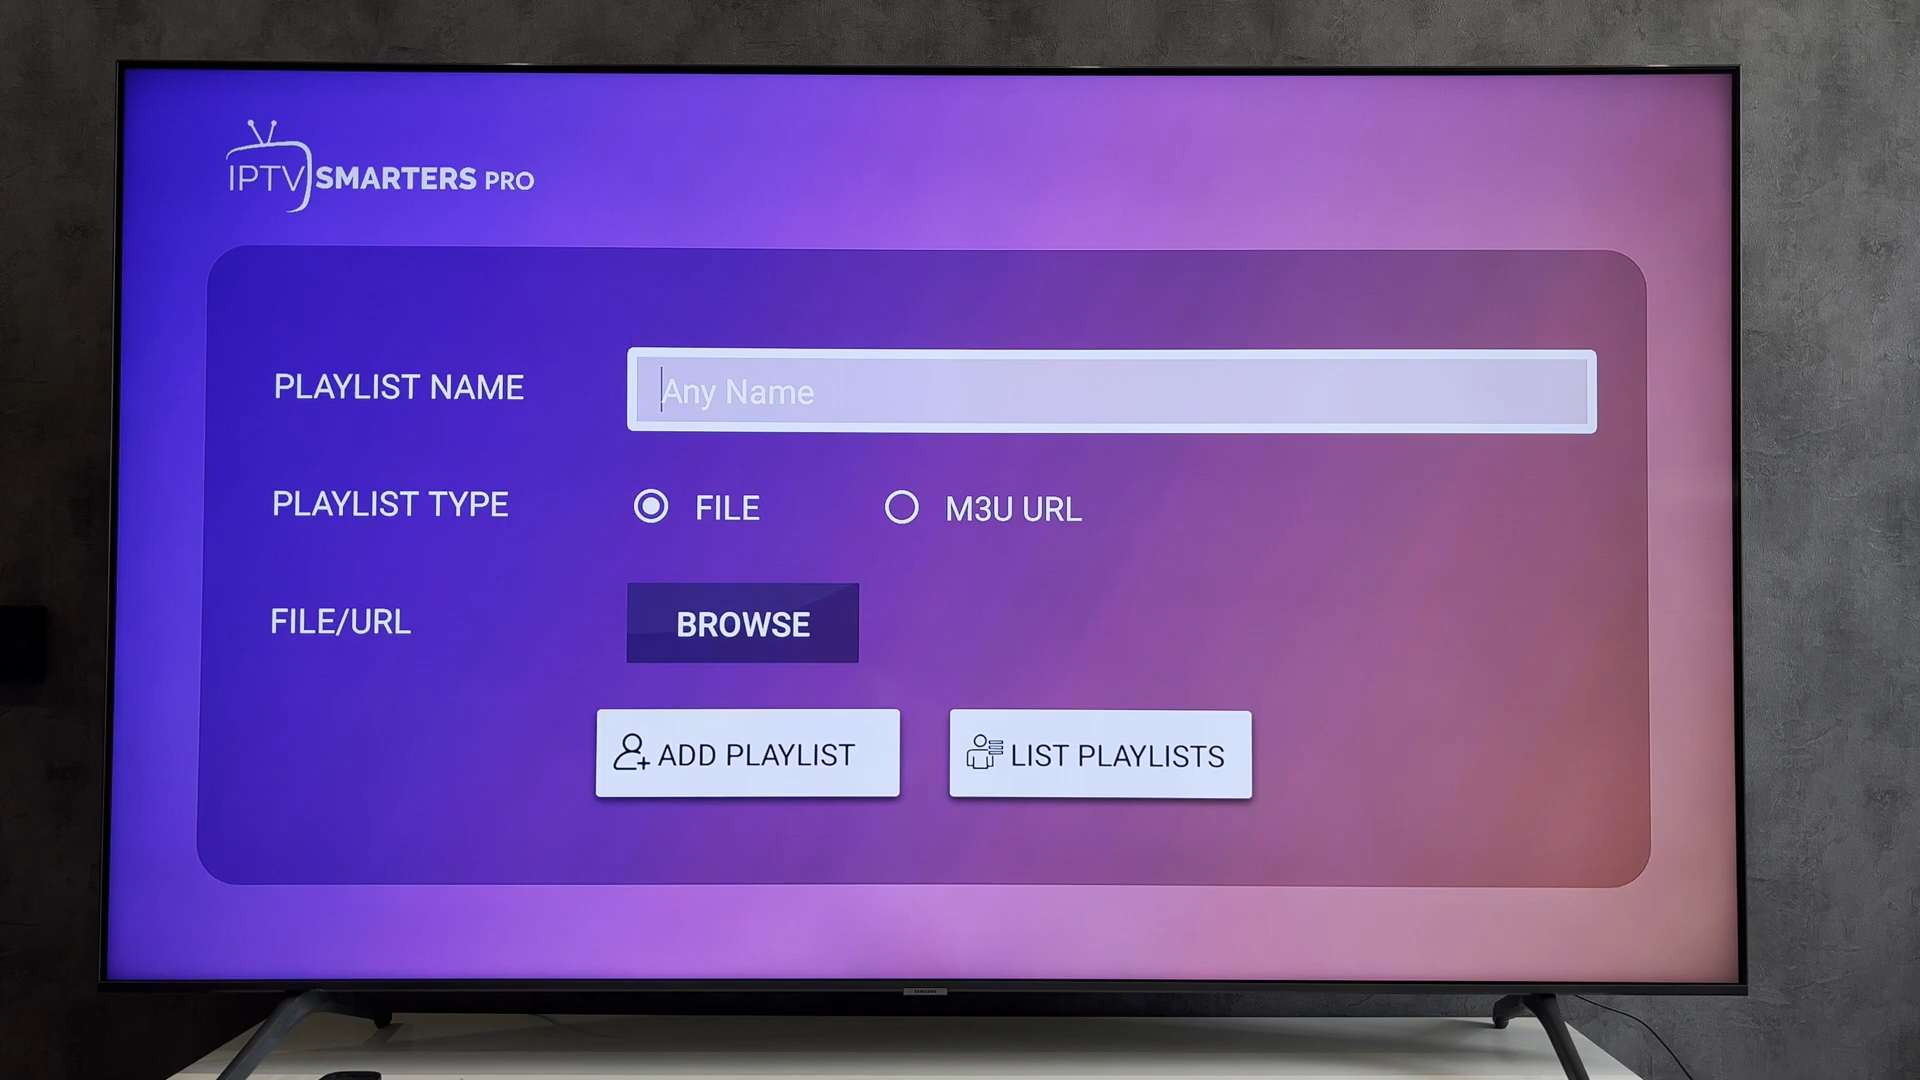 IPTV SMARTERS PRO
PLAYLIST NAME
Any Name
PLAYLIST TYPE
FILE
M3U URL
FILE/URL
BROWSE
ADD PLAYLIST
LIST PLAYLISTS
SAMSUNG